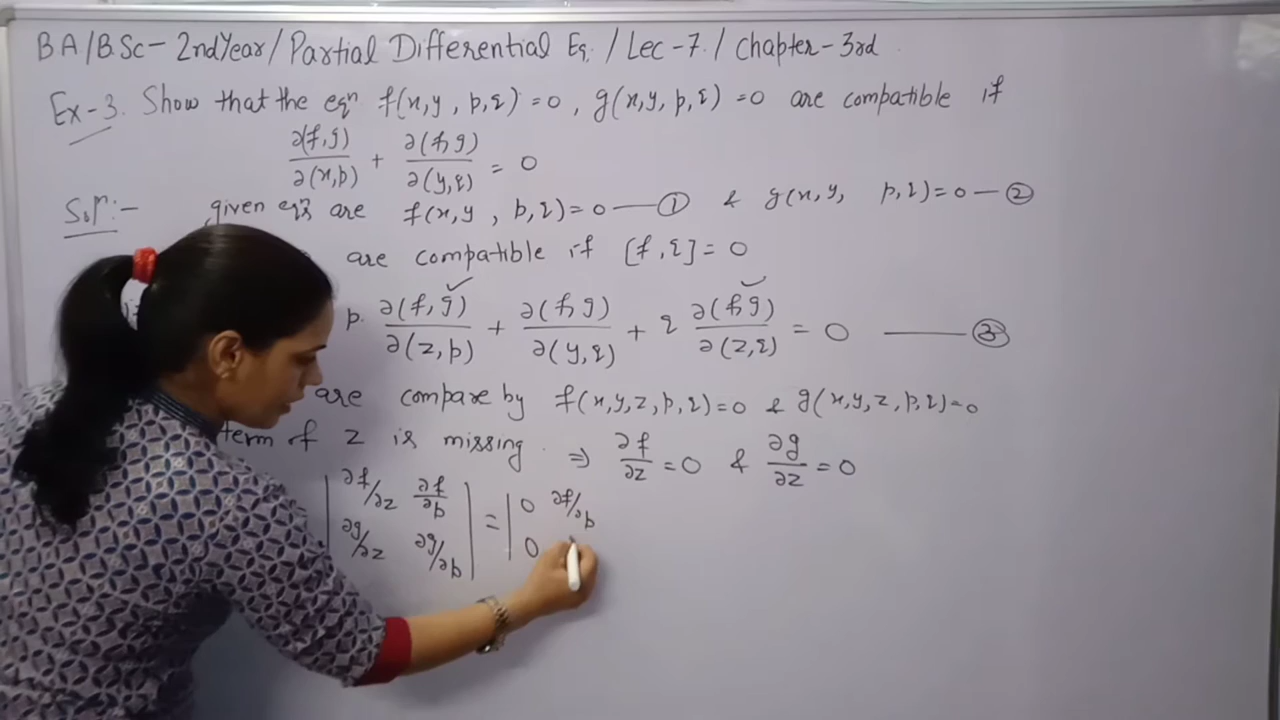 BA/BSc- 2nd Year / Partial Differential Eq. / Lec-7 / Chapter-3rd
Ex-3. Show that the eqn f(x,y, p,q)=0, g(x,y,p,q)=0 are compatible if
∂(f,g)/∂(x,p) + ∂(f,g)/∂(y,q) = 0
Solⁿ:- given eqns are f(x,y, p,q)=0 — ① & g(x,y, p,q)=0 — ②
are compatible if [f,q]=0
p. ∂(f,g)/∂(z,p) + ∂(f,g)/∂(y,q) + q ∂(f,g)/∂(z,q) = 0 — ③
are compare by f(x,y,z,p,q)=0 & g(x,y,z,p,q)=0
term of z is missing. ⇒ ∂f/∂z = 0 & ∂g/∂z = 0
| ∂f/∂z ∂f/∂p | = | 0 ∂f/∂p
| ∂g/∂z ∂g/∂p | | 0